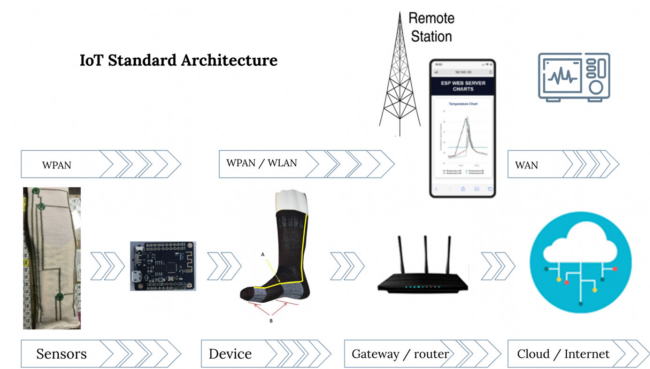 IoT Standard Architecture
Remote
Station
ESP WEB SERVER
CHARTS
Temperature Chart
WPAN
WPAN / WLAN
WAN
A
B
Sensors
Device
Gateway / router
Cloud / Internet